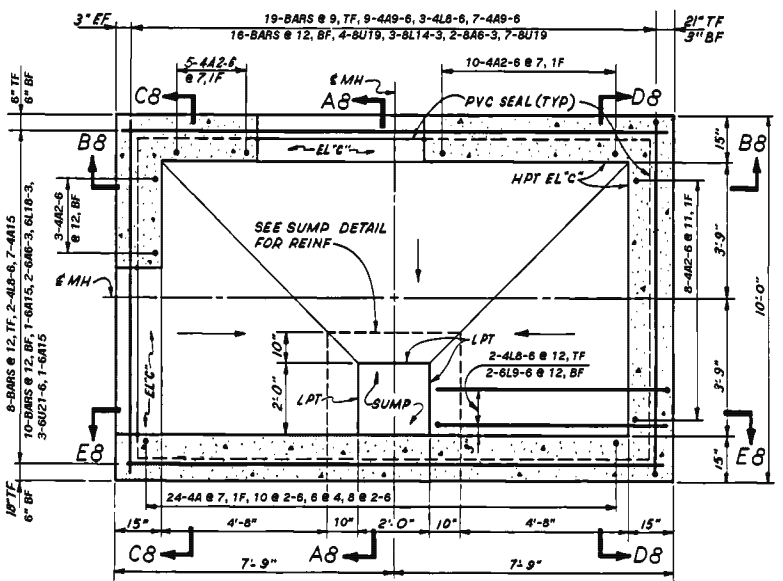 3" EF
19-BARS @ 9, TF, 9-4A9-6, 3-4L8-6, 7-4A9-6
16-BARS @ 12, BF, 4-8U19, 3-8L14-3, 2-8A6-3, 7-8U19
21" TF
3" BF
6" TF
6" BF
5-4A2-6
@ 7, 1F
℄ MH
10-4A2-6 @ 7, 1F
C8
A8
PVC SEAL (TYP)
D8
B8
EL"C"
15"
B8
HPT EL"C"
3-4A2-6
@ 12, BF
SEE SUMP DETAIL
FOR REINF
8-4A2-6 @ 11, 1F
3'-9"
10'-0"
8-BARS @ 12, TF, 2-4L8-6, 7-4A15
10-BARS @ 12, BF, 1-6A15, 2-6A6-3, 6L18-3,
3-6U21-6, 1-6A15
℄ MH
10"
LPT
2-4L8-6 @ 12, TF
2-6L9-6 @ 12, BF
3'-9"
EL"C"
2'-0"
LPT
SUMP
3"
E8
E8
15"
18" TF
6" BF
24-4A @ 7, 1F, 10 @ 2-6, 6 @ 4, 8 @ 2-6
15"
4'-8"
10"
2'-0"
10"
4'-8"
15"
C8
A8
D8
7'-9"
7'-9"